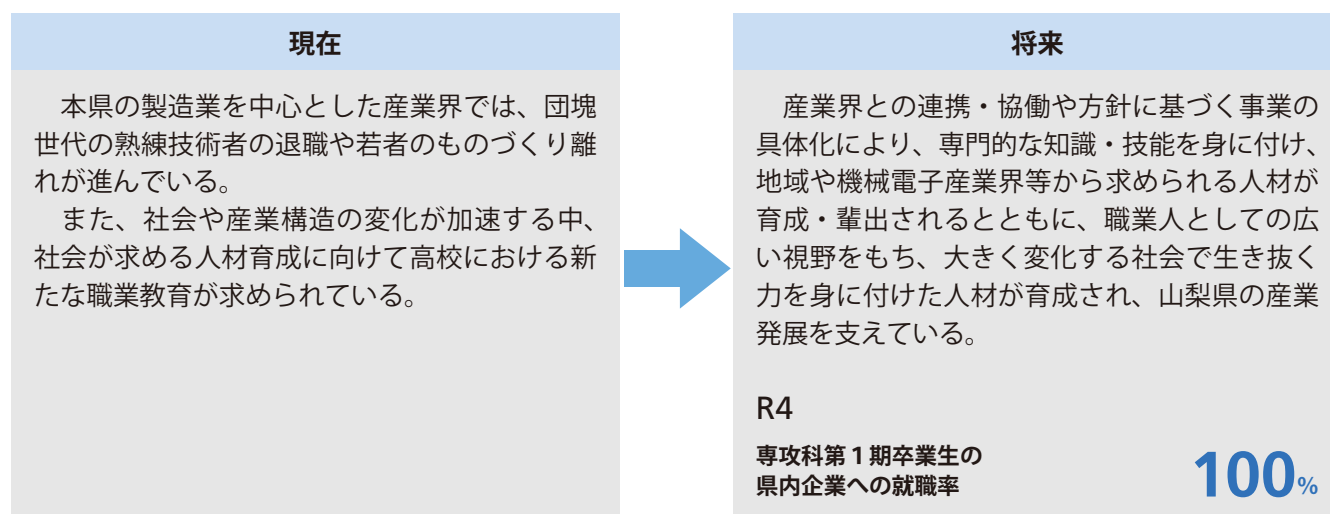 現在
　本県の製造業を中心とした産業界では、団塊
世代の熟練技術者の退職や若者のものづくり離
れが進んでいる。
　また、社会や産業構造の変化が加速する中、
社会が求める人材育成に向けて高校における新
たな職業教育が求められている。
将来
　産業界との連携・協働や方針に基づく事業の
具体化により、専門的な知識・技能を身に付け、
地域や機械電子産業界等から求められる人材が
育成・輩出されるとともに、職業人としての広
い視野をもち、大きく変化する社会で生き抜く
力を身に付けた人材が育成され、山梨県の産業
発展を支えている。
R4
専攻科第1期卒業生の
県内企業への就職率
100%